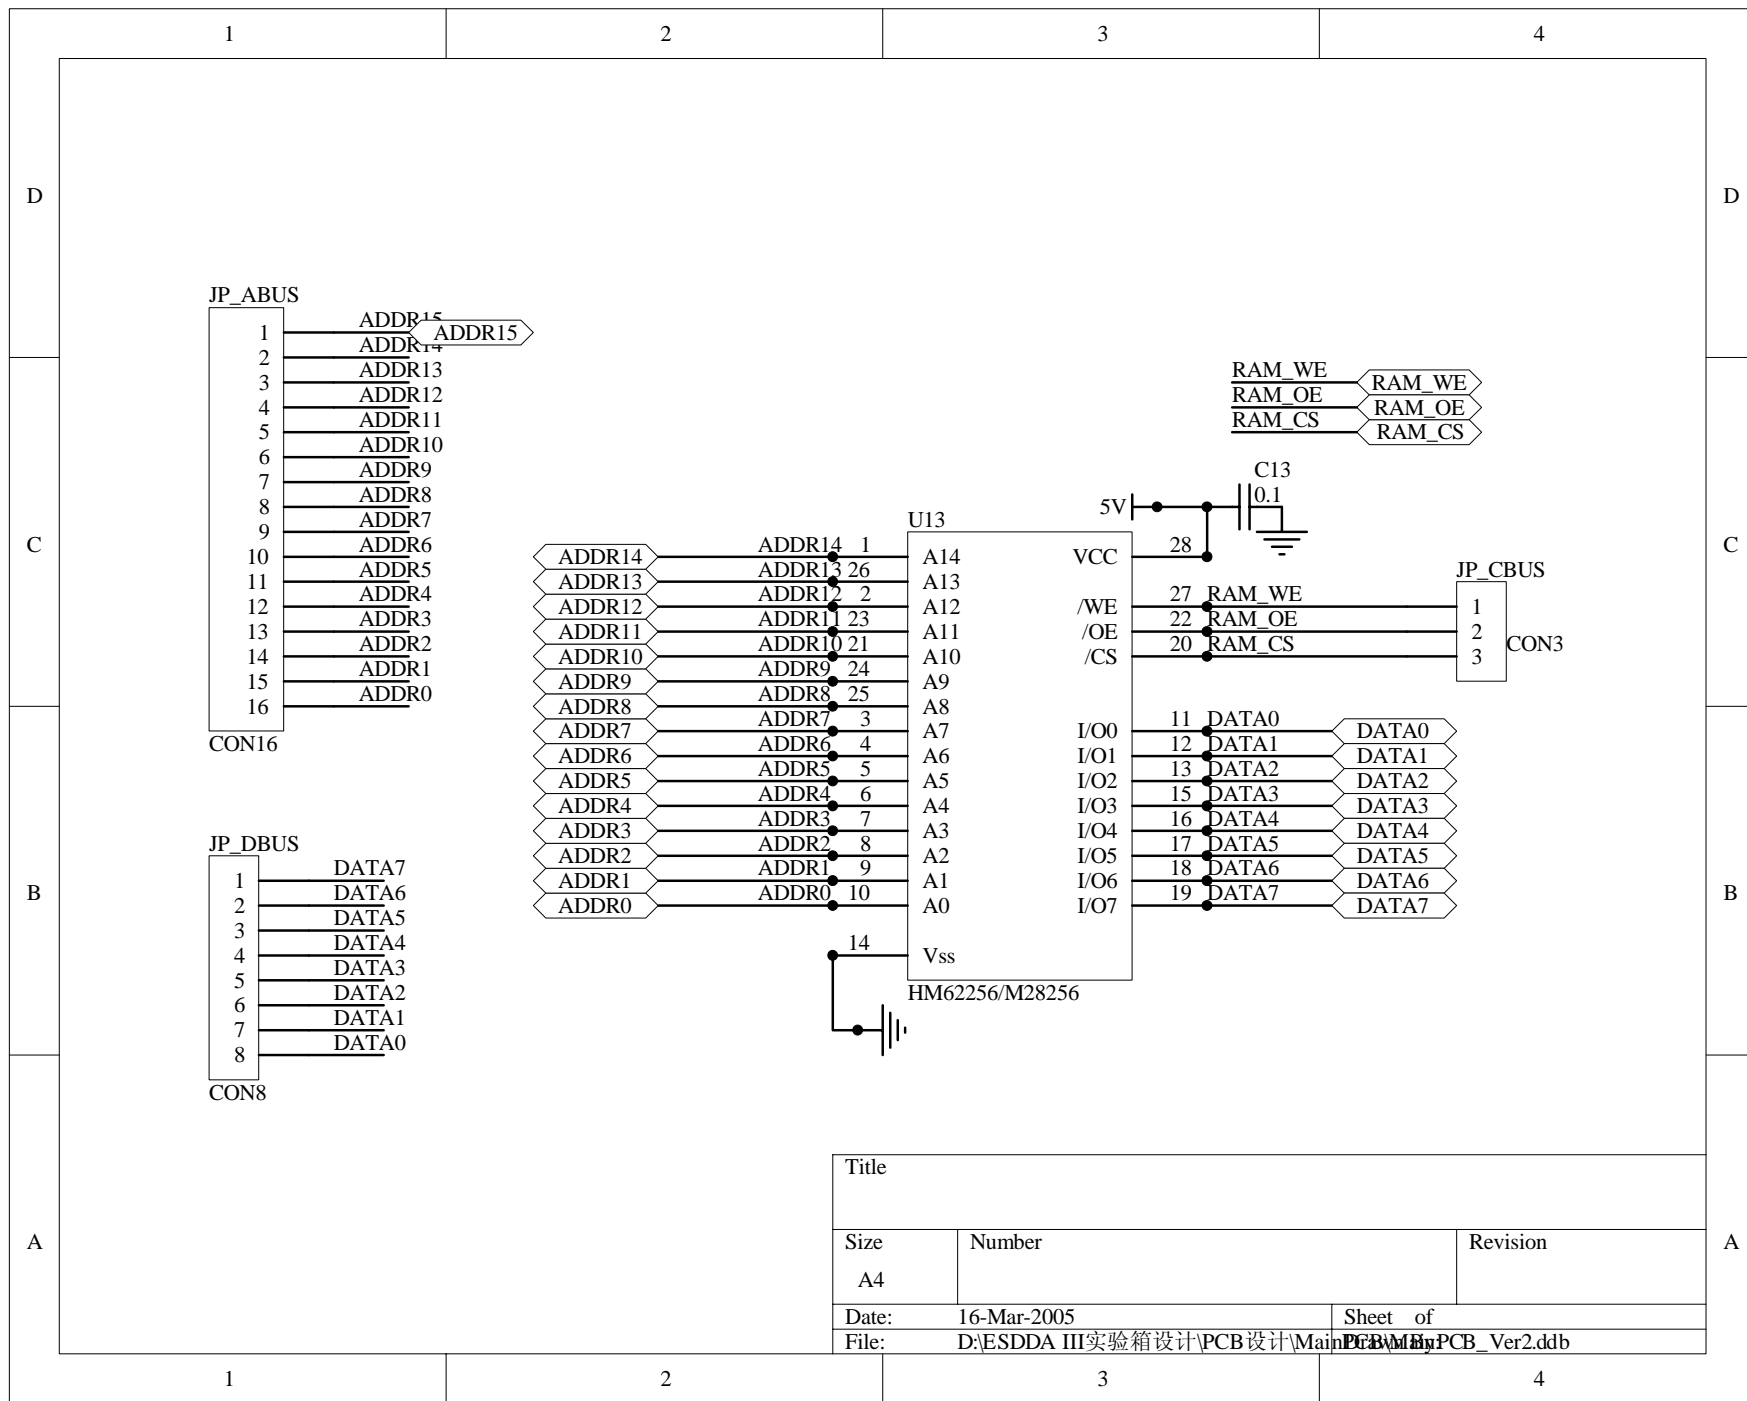 1 2 3 4
D D
JP_ABUS
1 ADDR15 ADDR15
2 ADDR14
3 ADDR13
4 ADDR12
5 ADDR11
6 ADDR10
7 ADDR9
8 ADDR8
9 ADDR7
10 ADDR6
11 ADDR5
12 ADDR4
13 ADDR3
14 ADDR2
15 ADDR1
16 ADDR0
CON16
RAM_WE RAM_WE
RAM_OE RAM_OE
RAM_CS RAM_CS
C13
0.1
5V
C C
U13
ADDR14 ADDR14 1 A14 VCC 28
ADDR13 ADDR13 26 A13
ADDR12 ADDR12 2 A12 /WE 27 RAM_WE
ADDR11 ADDR11 23 A11 /OE 22 RAM_OE
ADDR10 ADDR10 21 A10 /CS 20 RAM_CS
ADDR9 ADDR9 24 A9
ADDR8 ADDR8 25 A8
ADDR7 ADDR7 3 A7 I/O0 11 DATA0 DATA0
ADDR6 ADDR6 4 A6 I/O1 12 DATA1 DATA1
ADDR5 ADDR5 5 A5 I/O2 13 DATA2 DATA2
ADDR4 ADDR4 6 A4 I/O3 15 DATA3 DATA3
ADDR3 ADDR3 7 A3 I/O4 16 DATA4 DATA4
ADDR2 ADDR2 8 A2 I/O5 17 DATA5 DATA5
ADDR1 ADDR1 9 A1 I/O6 18 DATA6 DATA6
ADDR0 ADDR0 10 A0 I/O7 19 DATA7 DATA7
14 Vss
HM62256/M28256
JP_CBUS
1
2
3
CON3
B B
JP_DBUS
1 DATA7
2 DATA6
3 DATA5
4 DATA4
5 DATA3
6 DATA2
7 DATA1
8 DATA0
CON8
A A
Title
Size Number Revision
A4
Date: 16-Mar-2005 Sheet of
File: D:\ESDDA III实验箱设计\PCB设计\MainPCB\MainPCB_Ver2.ddb
Drawn By:
1 2 3 4